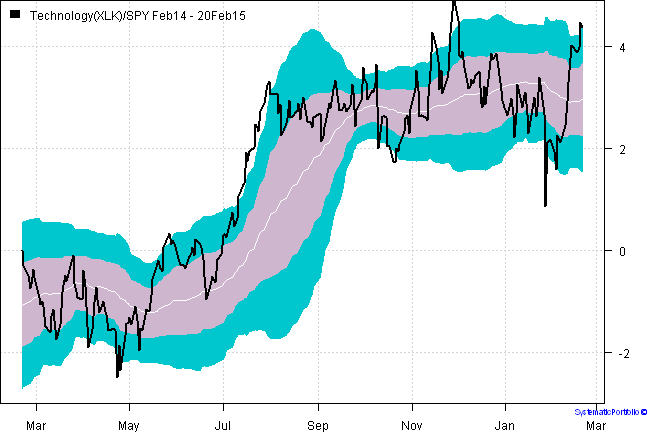 Technology(XLK)/SPY Feb14 - 20Feb15
4
2
0
-2
SystematicPortfolio ©
Mar May Jul Sep Nov Jan Mar